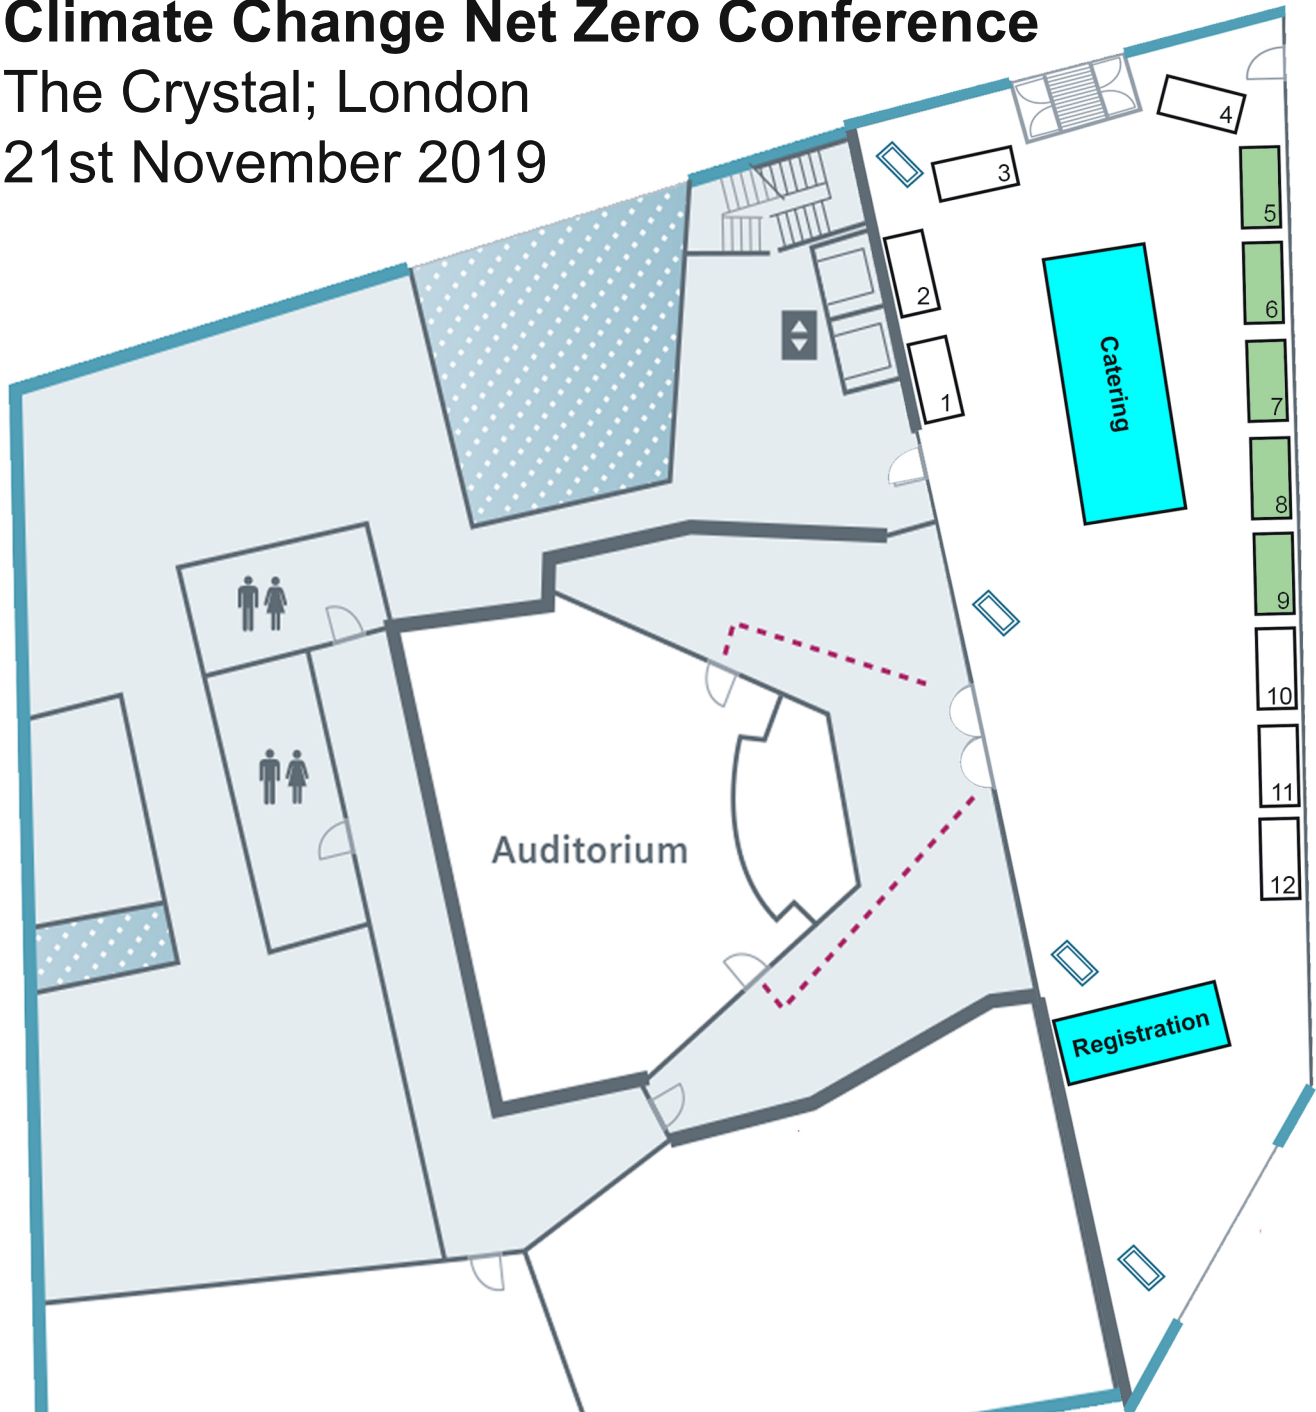 Climate Change Net Zero Conference
The Crystal; London
21st November 2019
4
3
5
2
6
Catering
1
7
8
9
10
11
Auditorium
12
Registration